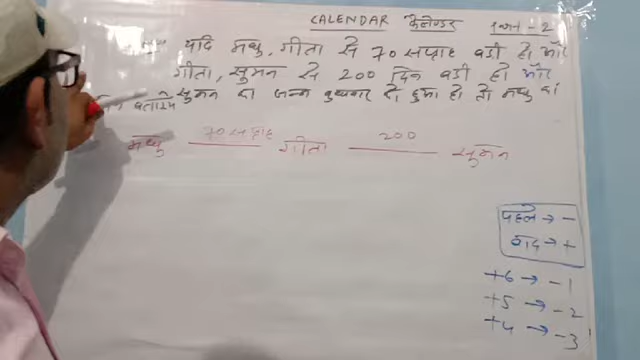 CALENDAR कैलेण्डर प्रश्न - 2
यदि मधु, गीता से 70 सप्ताह बडी हो और
गीता, सुमन से 200 दिन बडी हो और
बताइये सुमन का जन्म बुधवार को हुआ हो तो मधु का
मधु 70 सप्ताह गीता 200 सुमन
पहले → -
बाद → +
+6 → -1
+5 → -2
+4 → -3